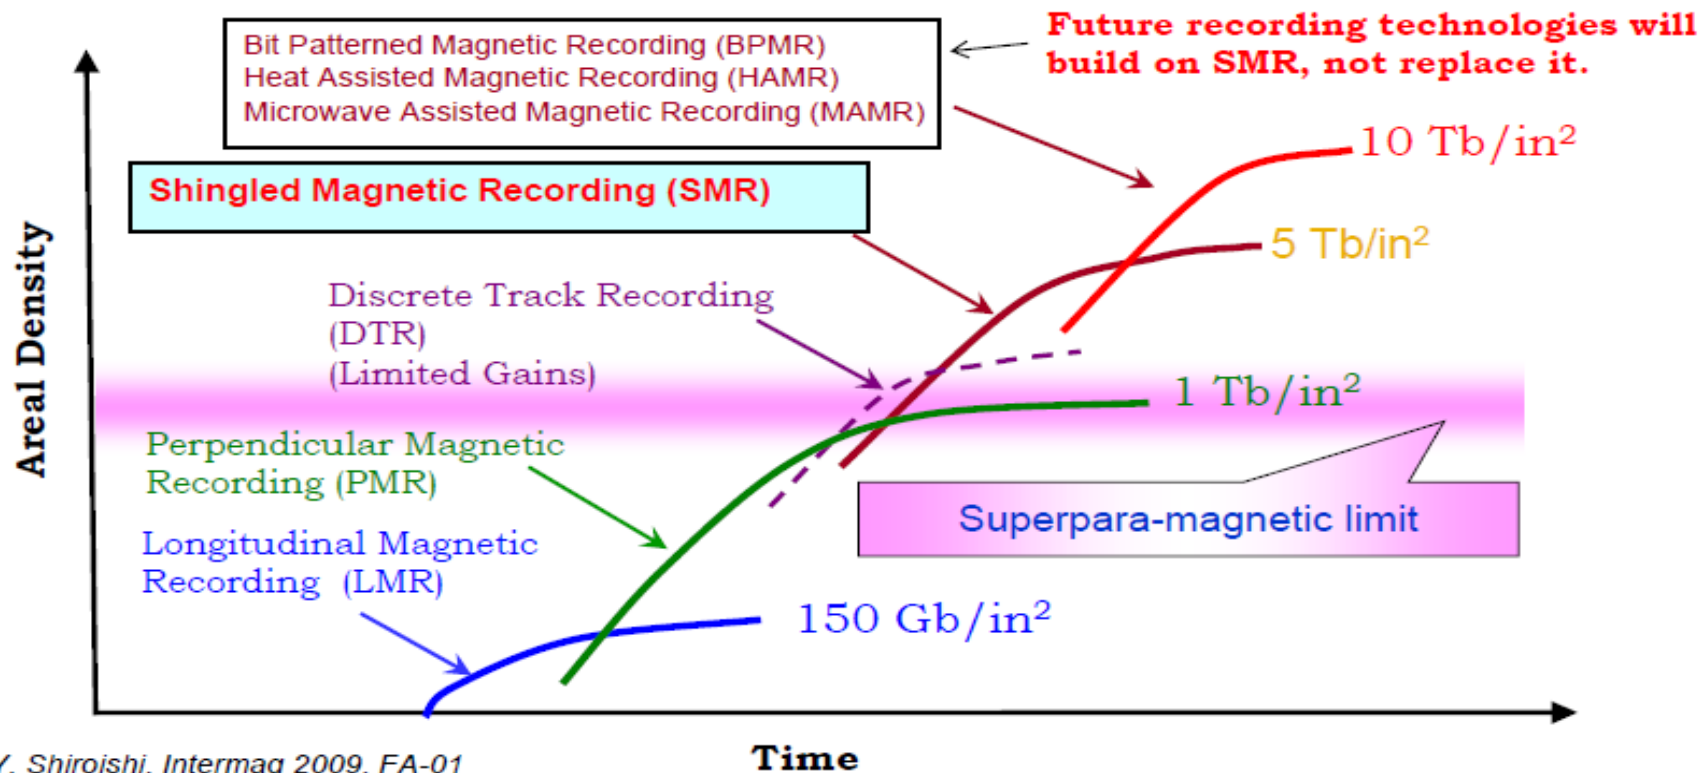 Future recording technologies will
build on SMR, not replace it.
Bit Patterned Magnetic Recording (BPMR)
Heat Assisted Magnetic Recording (HAMR)
Microwave Assisted Magnetic Recording (MAMR)
10 Tb/in²
Shingled Magnetic Recording (SMR)
5 Tb/in²
Discrete Track Recording
(DTR)
(Limited Gains)
1 Tb/in²
Perpendicular Magnetic
Recording (PMR)
Superpara-magnetic limit
Longitudinal Magnetic
Recording (LMR)
150 Gb/in²
Areal Density
Time
Y. Shiroishi, Intermag 2009, FA-01